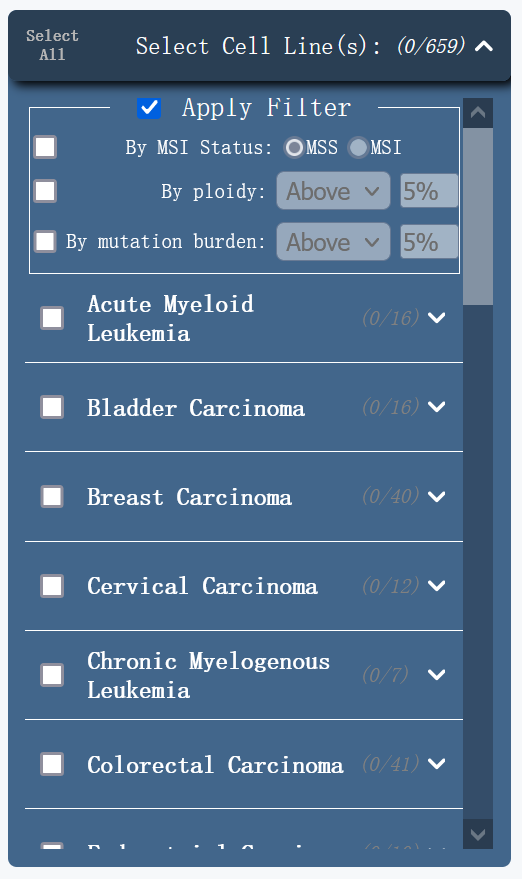 Select
All
Select Cell Line(s): (0/659)
Apply Filter
By MSI Status: MSS MSI
By ploidy: Above 5%
By mutation burden: Above 5%
Acute Myeloid
Leukemia
(0/16)
Bladder Carcinoma (0/16)
Breast Carcinoma (0/40)
Cervical Carcinoma (0/12)
Chronic Myelogenous
Leukemia
(0/7)
Colorectal Carcinoma (0/41)